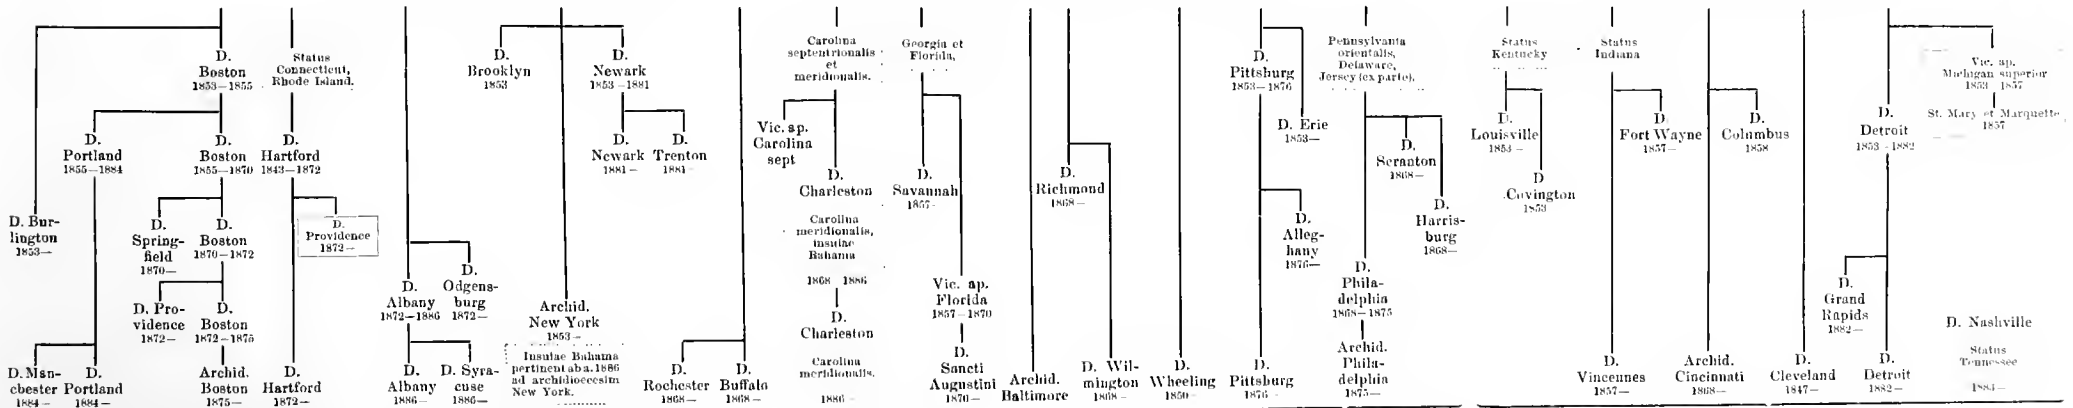 D.
Boston
1853—1855
Status
Connecticut,
Rhode Island.
D.
Portland
1855—1884
D.
Boston
1855—1870
D.
Hartford
1843—1872
D. Bur-
lington
1853—
D.
Spring-
field
1870—
D.
Boston
1870—1872
D.
Providence
1872—
D. Pro-
vidence
1872—
D.
Boston
1872—1875
D. Man-
chester
1884—
D.
Portland
1884—
Archid.
Boston
1875—
D.
Hartford
1872—
D.
Albany
1872—1886
D.
Odgens-
burg
1872—
D.
Albany
1886—
D. Syra-
cuse
1886—
D.
Brooklyn
1853
D.
Newark
1853—1881
D.
Newark
1881—
D.
Trenton
1881—
Archid.
New York
1853—
Insulae Bahama
pertinent ab a. 1886
ad archidioecesim
New York.
D.
Rochester
1868—
D.
Buffalo
1868—
Carolina
septentrionalis
et
meridionalis.
Vic. ap.
Carolina
sept
D.
Charleston
Carolina
meridionalis,
insulae
Bahama
1868—1886
D.
Charleston
Carolina
meridionalis.
1886—
Georgia et
Florida,
D.
Savannah
1857—
Vic. ap.
Florida
1857—1870
D.
Sancti
Augustini
1870—
Archid.
Baltimore
D.
Richmond
1868—
D. Wil-
mington
1868—
D.
Wheeling
1850—
D.
Pittsburg
1853—1876
D. Erie
1853—
D.
Alleg-
hany
1876—
D.
Pittsburg
1876—
Pennsylvania
orientalis,
Delaware,
Jersey (ex parte).
D.
Scranton
1868—
D.
Harris-
burg
1868—
D.
Phila-
delphia
1868—1875
Archid.
Phila-
delphia
1875—
Status
Kentucky
D.
Louisville
1853—
D
Covington
1853
Status
Indiana
D.
Fort Wayne
1857—
D.
Vincennes
1857—
D.
Columbus
1858
Archid.
Cincinnati
1868—
D.
Cleveland
1847—
Vic. ap.
Michigan superior
1853—1857
St. Mary et Marquette
1857
D.
Detroit
1853—1882
D.
Grand
Rapids
1882—
D.
Detroit
1882—
D. Nashville
Status
Tennessee